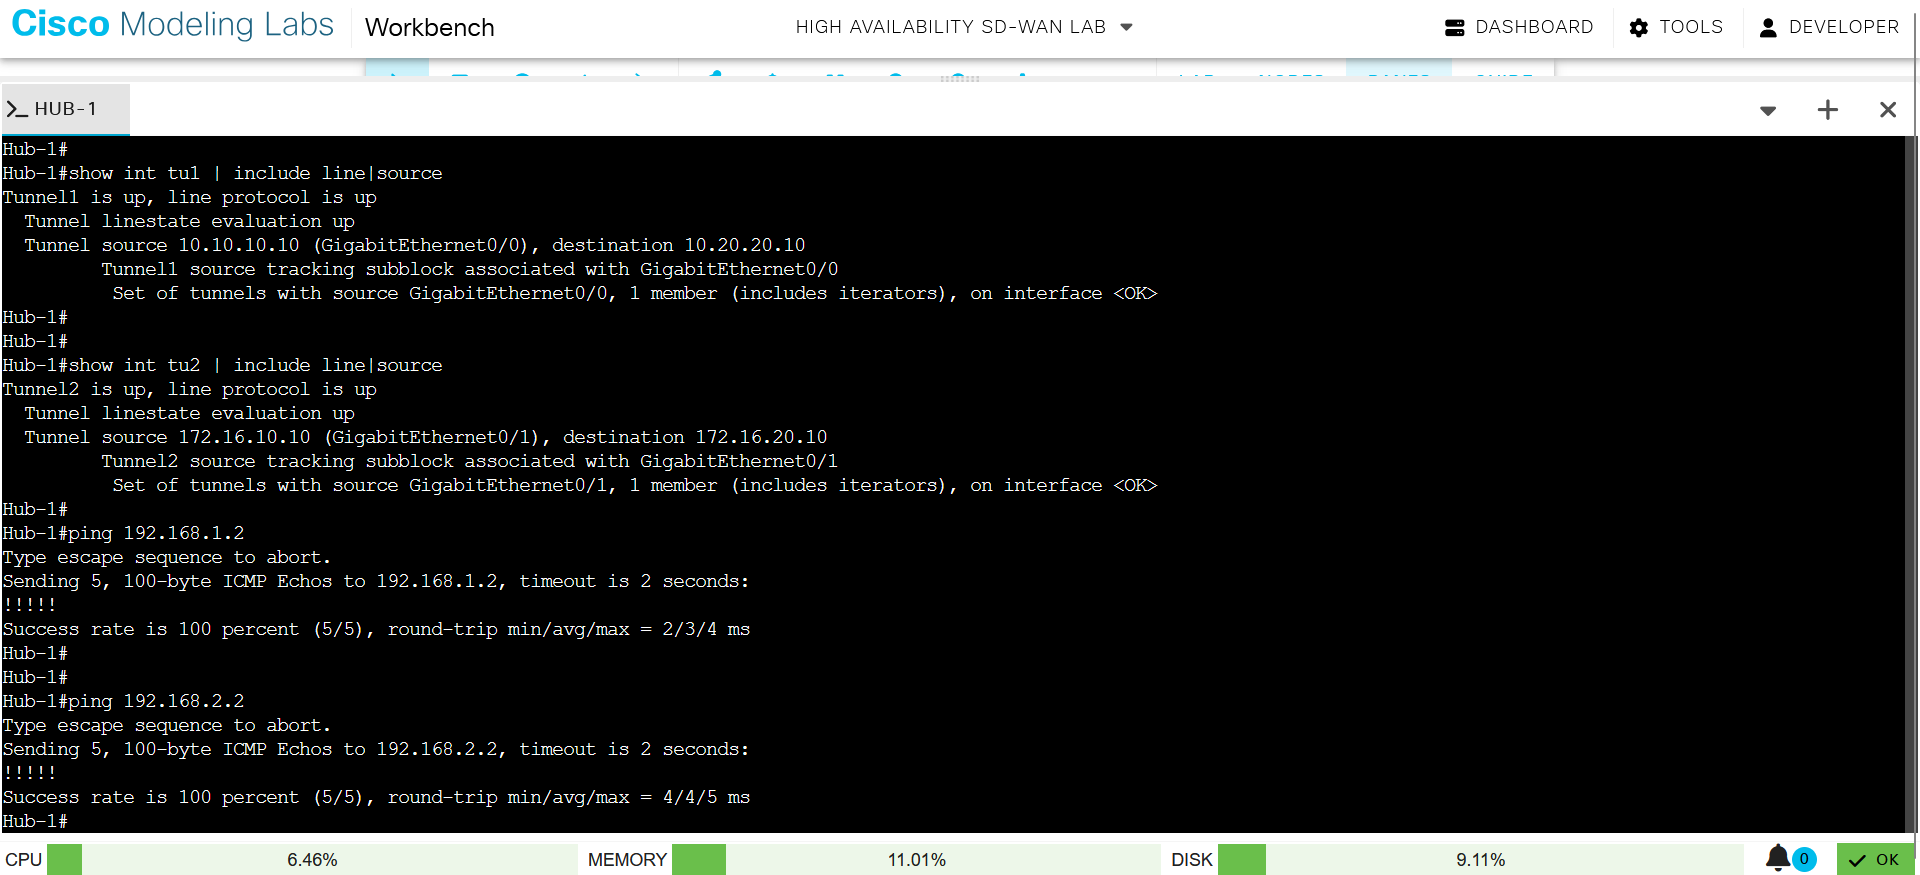 Cisco Modeling Labs
Workbench
HIGH AVAILABILITY SD-WAN LAB
DASHBOARD
TOOLS
DEVELOPER
HUB-1
Hub-1#
Hub-1#show int tu1 | include line|source
Tunnel1 is up, line protocol is up
  Tunnel linestate evaluation up
  Tunnel source 10.10.10.10 (GigabitEthernet0/0), destination 10.20.20.10
         Tunnel1 source tracking subblock associated with GigabitEthernet0/0
          Set of tunnels with source GigabitEthernet0/0, 1 member (includes iterators), on interface <OK>
Hub-1#
Hub-1#
Hub-1#show int tu2 | include line|source
Tunnel2 is up, line protocol is up
  Tunnel linestate evaluation up
  Tunnel source 172.16.10.10 (GigabitEthernet0/1), destination 172.16.20.10
         Tunnel2 source tracking subblock associated with GigabitEthernet0/1
          Set of tunnels with source GigabitEthernet0/1, 1 member (includes iterators), on interface <OK>
Hub-1#
Hub-1#ping 192.168.1.2
Type escape sequence to abort.
Sending 5, 100-byte ICMP Echos to 192.168.1.2, timeout is 2 seconds:
!!!!!
Success rate is 100 percent (5/5), round-trip min/avg/max = 2/3/4 ms
Hub-1#
Hub-1#
Hub-1#ping 192.168.2.2
Type escape sequence to abort.
Sending 5, 100-byte ICMP Echos to 192.168.2.2, timeout is 2 seconds:
!!!!!
Success rate is 100 percent (5/5), round-trip min/avg/max = 4/4/5 ms
Hub-1#
CPU 6.46%
MEMORY 11.01%
DISK 9.11%
0
OK